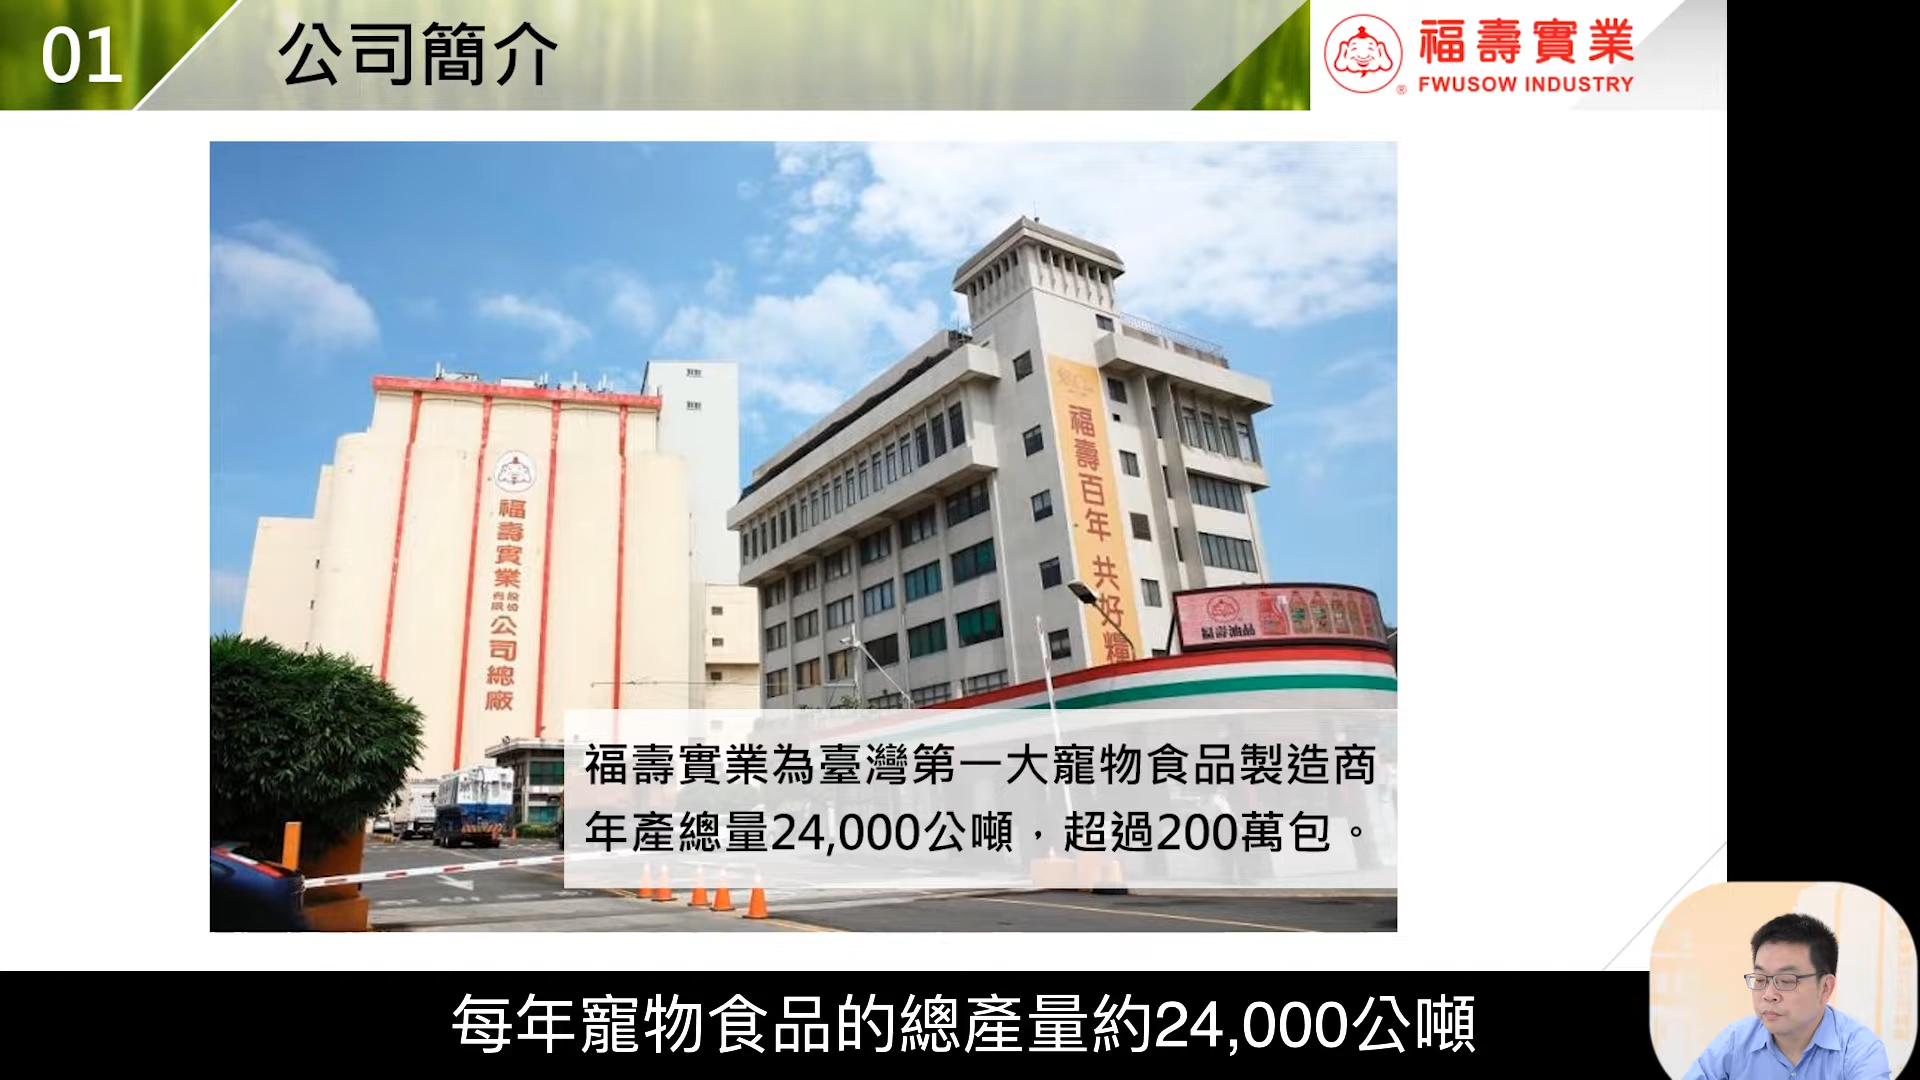 01
公司簡介
福壽實業
® FWUSOW INDUSTRY
福壽實業
股份有限
公司總廠
福壽百年 共好糧
福壽實業為臺灣第一大寵物食品製造商
年產總量24,000公噸，超過200萬包。
每年寵物食品的總產量約24,000公噸